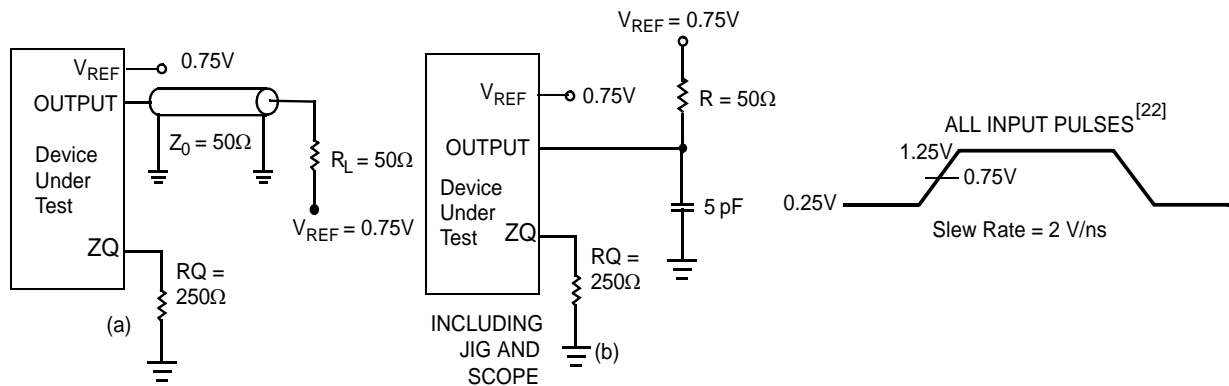 V_REF
0.75V
OUTPUT
Z_0 = 50Ω
Device
Under
Test
R_L = 50Ω
V_REF = 0.75V
ZQ
RQ =
250Ω
(a)
V_REF = 0.75V
R = 50Ω
V_REF
0.75V
OUTPUT
Device
Under
Test
5 pF
ZQ
RQ =
250Ω
INCLUDING
JIG AND
SCOPE
(b)
ALL INPUT PULSES[22]
1.25V
0.75V
0.25V
Slew Rate = 2 V/ns